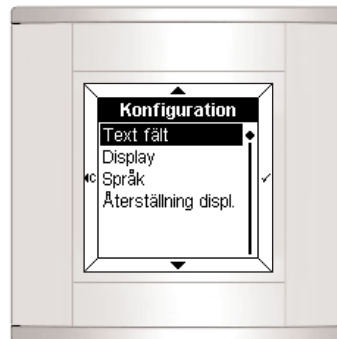 Konfiguration
Text fält
Display
C Språk
Återställning displ.